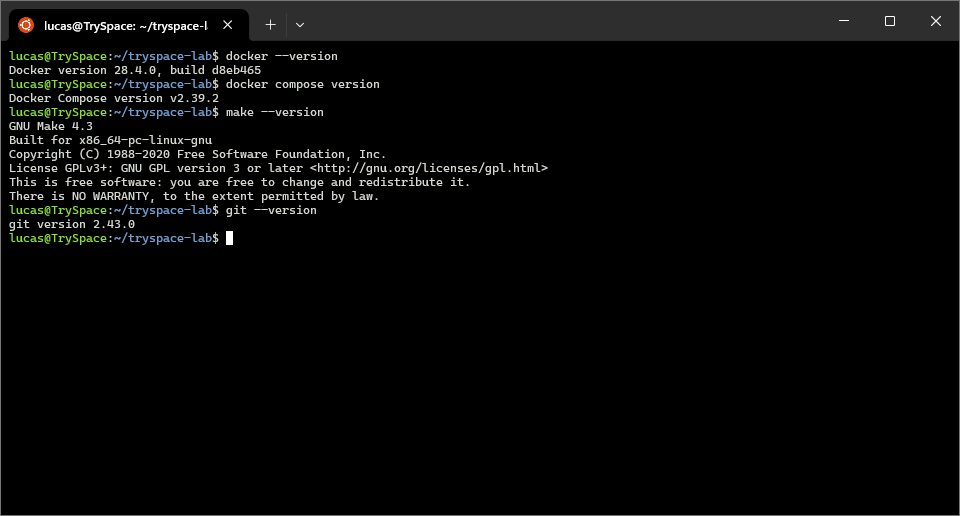 lucas@TrySpace: ~/tryspace-l
lucas@TrySpace:~/tryspace-lab$ docker --version
Docker version 28.4.0, build d8eb465
lucas@TrySpace:~/tryspace-lab$ docker compose version
Docker Compose version v2.39.2
lucas@TrySpace:~/tryspace-lab$ make --version
GNU Make 4.3
Built for x86_64-pc-linux-gnu
Copyright (C) 1988-2020 Free Software Foundation, Inc.
License GPLv3+: GNU GPL version 3 or later <http://gnu.org/licenses/gpl.html>
This is free software: you are free to change and redistribute it.
There is NO WARRANTY, to the extent permitted by law.
lucas@TrySpace:~/tryspace-lab$ git --version
git version 2.43.0
lucas@TrySpace:~/tryspace-lab$